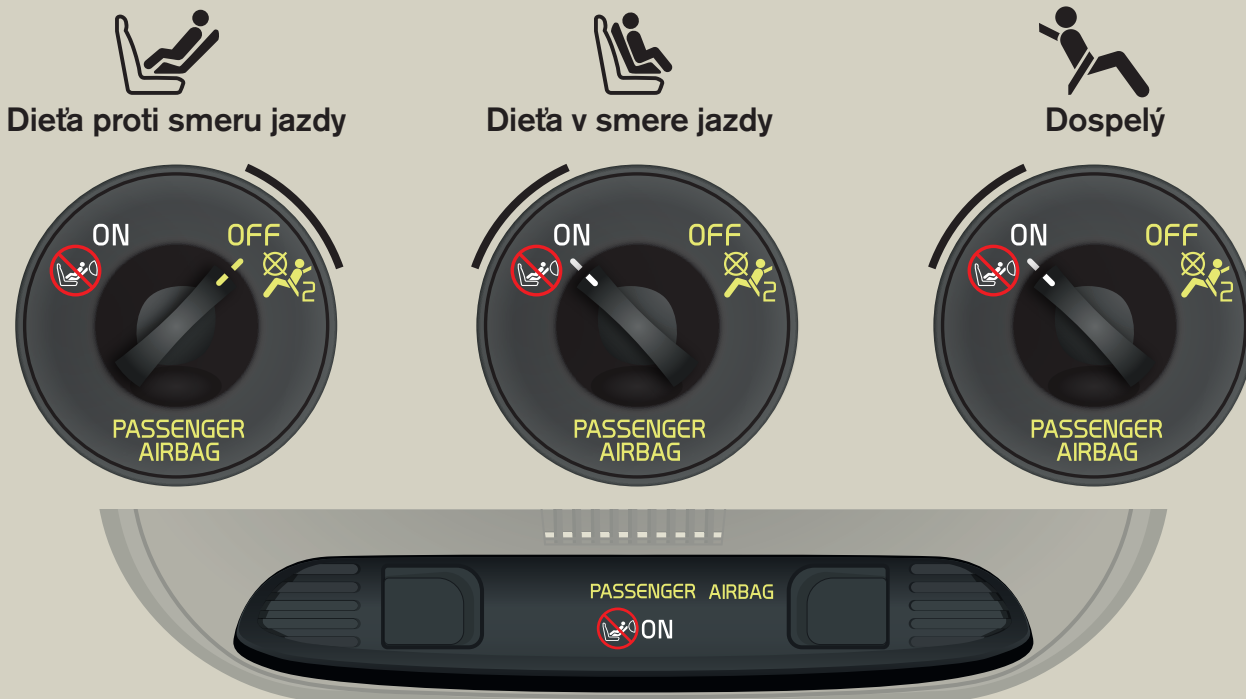 Dieťa proti smeru jazdy
Dieťa v smere jazdy
Dospelý
ON
OFF
2
PASSENGER
AIRBAG
ON
OFF
2
PASSENGER
AIRBAG
ON
OFF
2
PASSENGER
AIRBAG
PASSENGER AIRBAG
ON